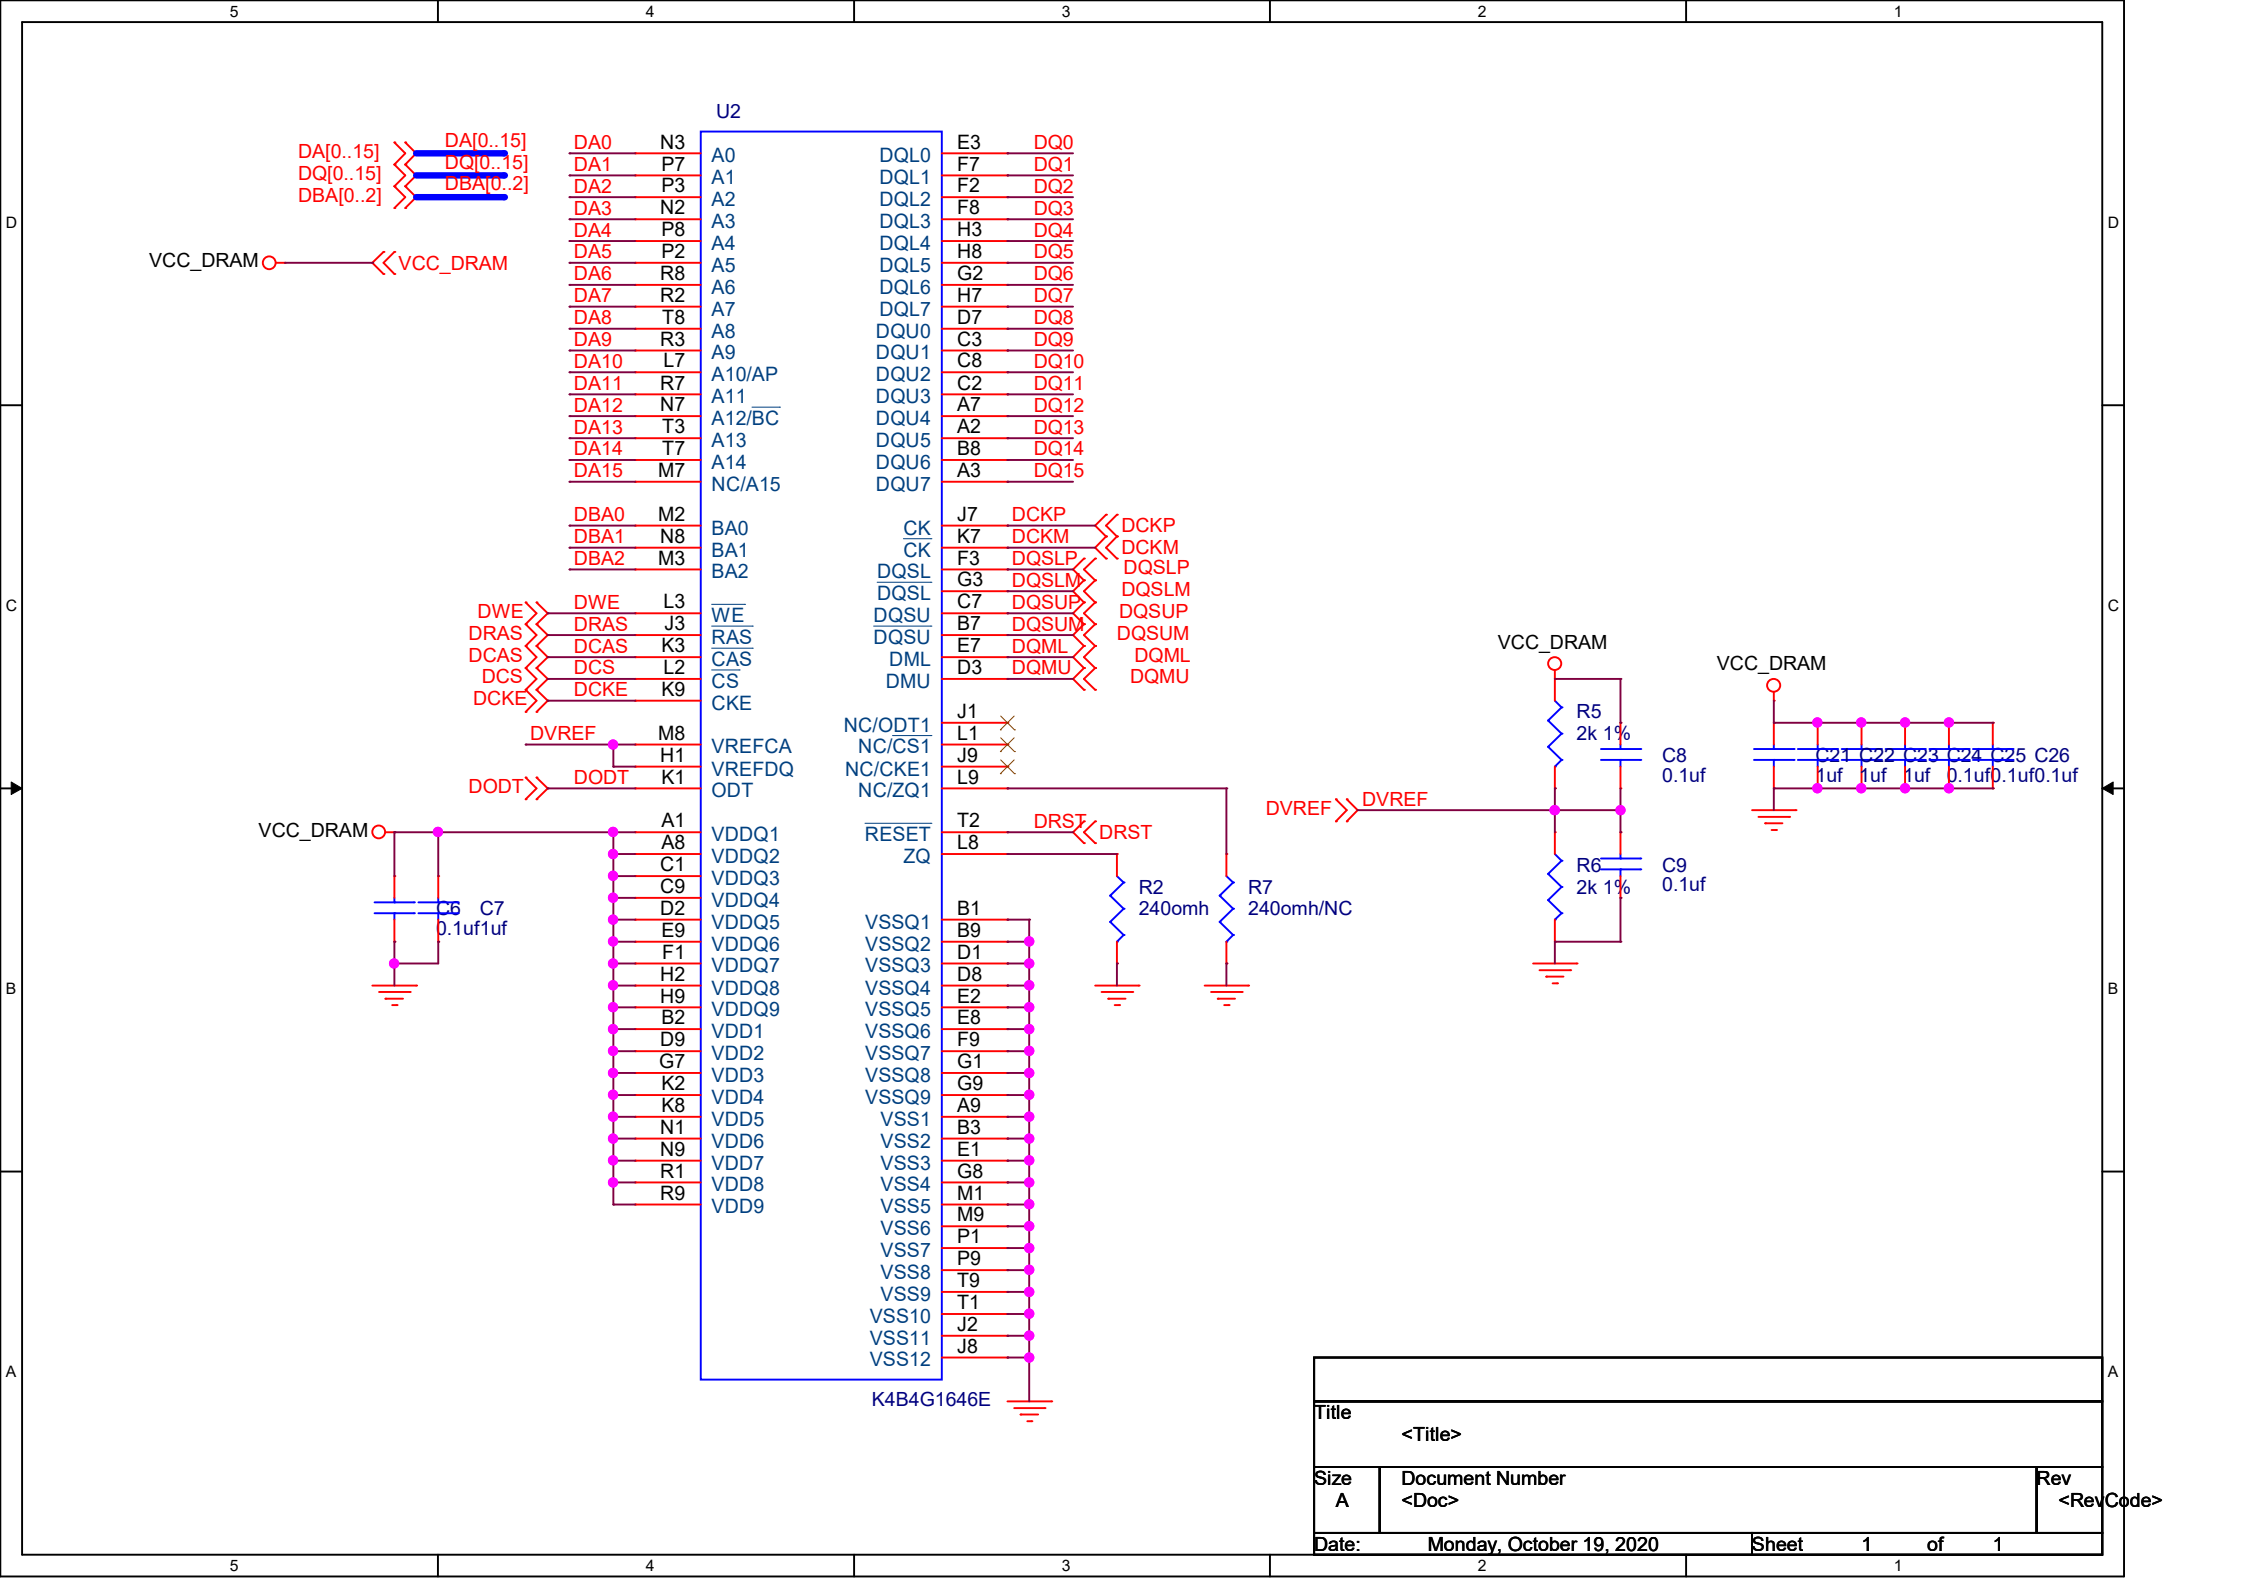 5 4 3 2 1
D
C
B
A
D
C
B
A
DA[0..15] DA[0..15]
DQ[0..15] DQ[0..15]
DBA[0..2] DBA[0..2]
VCC_DRAM VCC_DRAM
U2
DA0 N3 A0 DQL0 E3 DQ0
DA1 P7 A1 DQL1 F7 DQ1
DA2 P3 A2 DQL2 F2 DQ2
DA3 N2 A3 DQL3 F8 DQ3
DA4 P8 A4 DQL4 H3 DQ4
DA5 P2 A5 DQL5 H8 DQ5
DA6 R8 A6 DQL6 G2 DQ6
DA7 R2 A7 DQL7 H7 DQ7
DA8 T8 A8 DQU0 D7 DQ8
DA9 R3 A9 DQU1 C3 DQ9
DA10 L7 A10/AP DQU2 C8 DQ10
DA11 R7 A11 DQU3 C2 DQ11
DA12 N7 A12/BC DQU4 A7 DQ12
DA13 T3 A13 DQU5 A2 DQ13
DA14 T7 A14 DQU6 B8 DQ14
DA15 M7 NC/A15 DQU7 A3 DQ15
DBA0 M2 BA0 CK J7 DCKP DCKP
DBA1 N8 BA1 CK K7 DCKM DCKM
DBA2 M3 BA2 DQSL F3 DQSLP DQSLP
DQSL G3 DQSLM DQSLM
DWE DWE L3 WE DQSU C7 DQSUP DQSUP
DRAS DRAS J3 RAS DQSU B7 DQSUM DQSUM
DCAS DCAS K3 CAS DML E7 DQML DQML
DCS DCS L2 CS DMU D3 DQMU DQMU
DCKE DCKE K9 CKE
NC/ODT1 J1
DVREF M8 VREFCA NC/CS1 L1
H1 VREFDQ NC/CKE1 J9
DODT DODT K1 ODT NC/ZQ1 L9
VCC_DRAM A1 VDDQ1 RESET T2 DRST DRST
A8 VDDQ2 ZQ L8
C1 VDDQ3
C9 VDDQ4
D2 VDDQ5 VSSQ1 B1
E9 VDDQ6 VSSQ2 B9
F1 VDDQ7 VSSQ3 D1
H2 VDDQ8 VSSQ4 D8
H9 VDDQ9 VSSQ5 E2
B2 VDD1 VSSQ6 E8
D9 VDD2 VSSQ7 F9
G7 VDD3 VSSQ8 G1
K2 VDD4 VSSQ9 G9
K8 VDD5 VSS1 A9
N1 VDD6 VSS2 B3
N9 VDD7 VSS3 E1
R1 VDD8 VSS4 G8
R9 VDD9 VSS5 M1
VSS6 M9
VSS7 P1
VSS8 P9
VSS9 T9
VSS10 T1
VSS11 J2
VSS12 J8
K4B4G1646E
C6 C7
0.1uf 1uf
R2
240omh
R7
240omh/NC
VCC_DRAM
R5
2k 1%
C8
0.1uf
DVREF DVREF
R6
2k 1%
C9
0.1uf
VCC_DRAM
C21 C22 C23 C24 C25 C26
1uf 1uf 1uf 0.1uf 0.1uf 0.1uf
Title
<Title>
Size Document Number Rev
A <Doc> <RevCode>
Date: Monday, October 19, 2020 Sheet 1 of 1
5 4 3 2 1